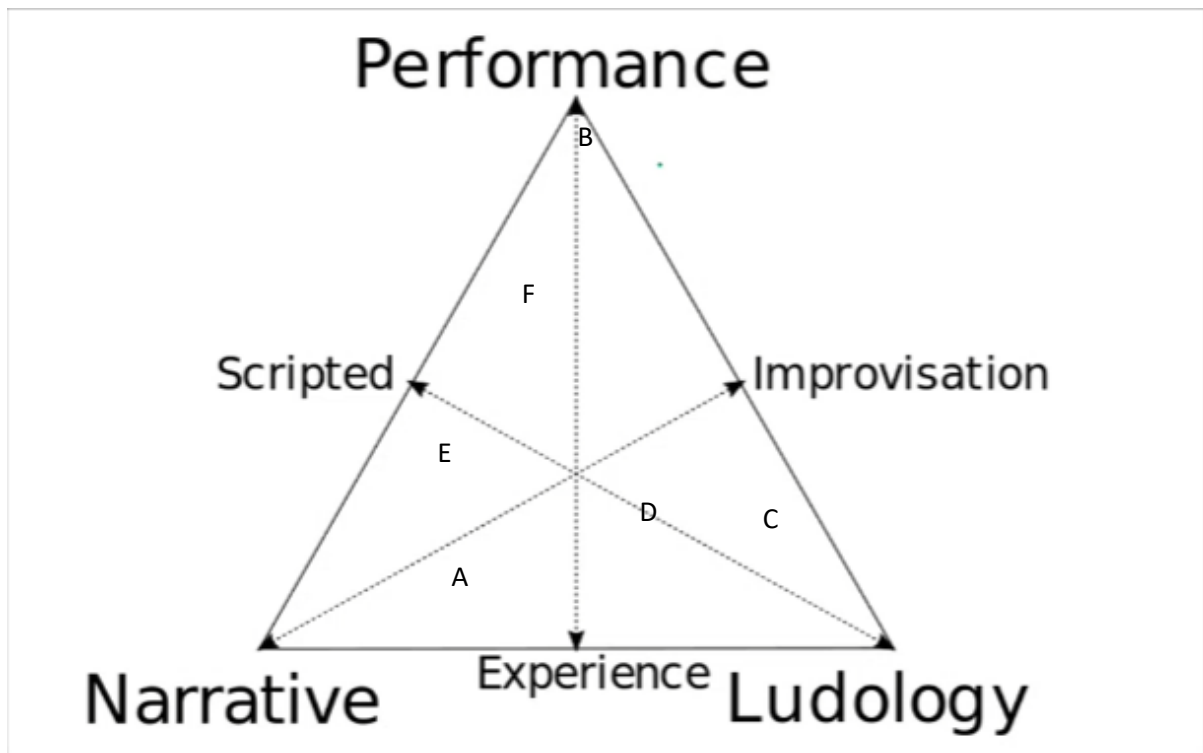 Performance
B
F
Scripted
Improvisation
E
D
C
A
Experience
Narrative
Ludology